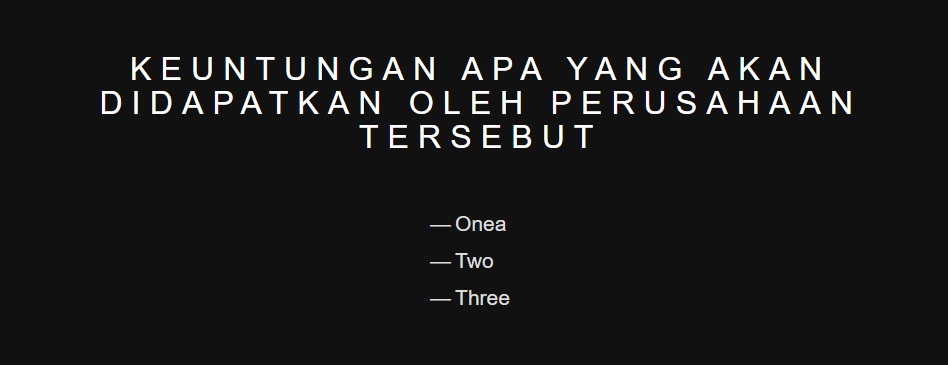 KEUNTUNGAN APA YANG AKAN
DIDAPATKAN OLEH PERUSAHAAN
TERSEBUT
— Onea
— Two
— Three